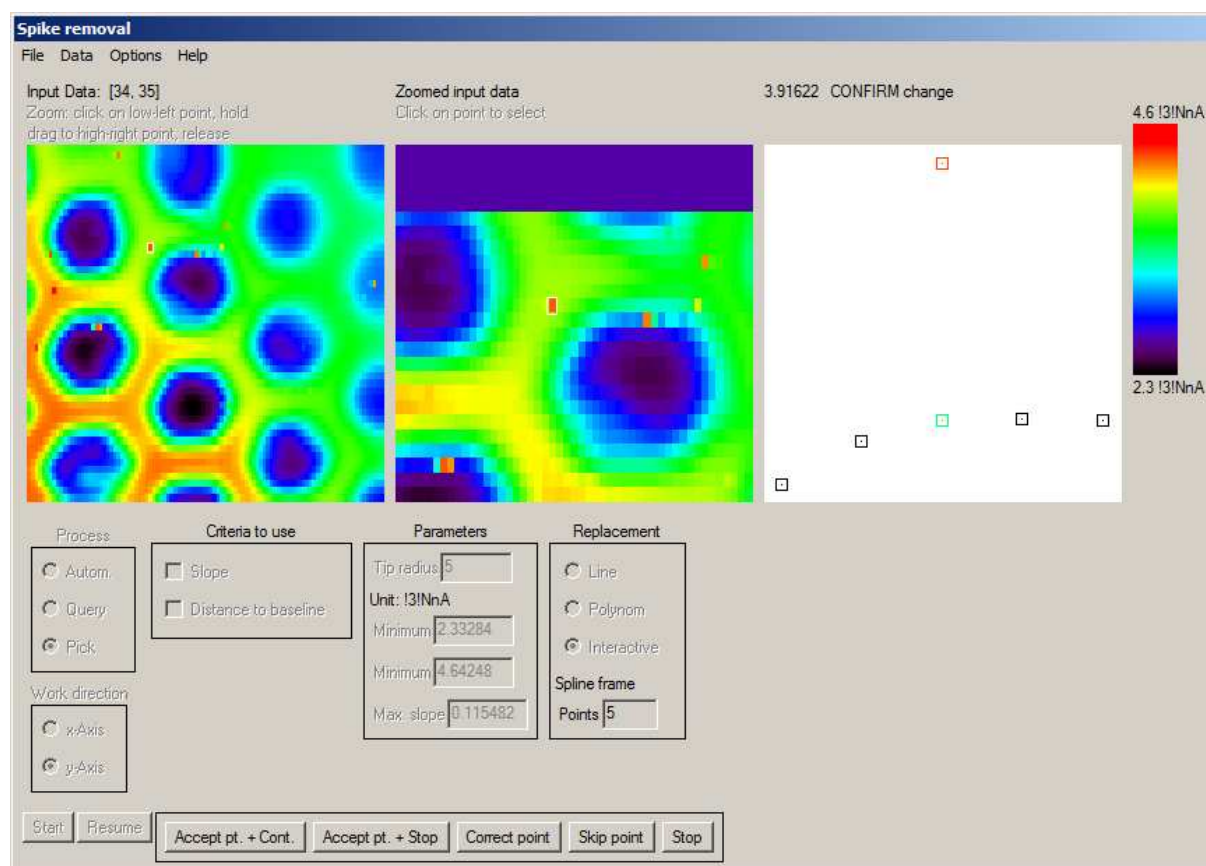 Spike removal
File Data Options Help
Input Data: [34, 35]
Zoom: click on low-left point, hold
drag to high-right point, release
Zoomed input data
Click on point to select
3.91622 CONFIRM change
4.6 !3!NnA
2.3 !3!NnA
Process
Autom.
Query
Pick
Work direction
x-Axis
y-Axis
Criteria to use
Slope
Distance to baseline
Parameters
Tip radius 5
Unit: !3!NnA
Minimum 2.33284
Minimum 4.64248
Max. slope 0.115482
Replacement
Line
Polynom
Interactive
Spline frame
Points 5
Start Resume Accept pt. + Cont. Accept pt. + Stop Correct point Skip point Stop